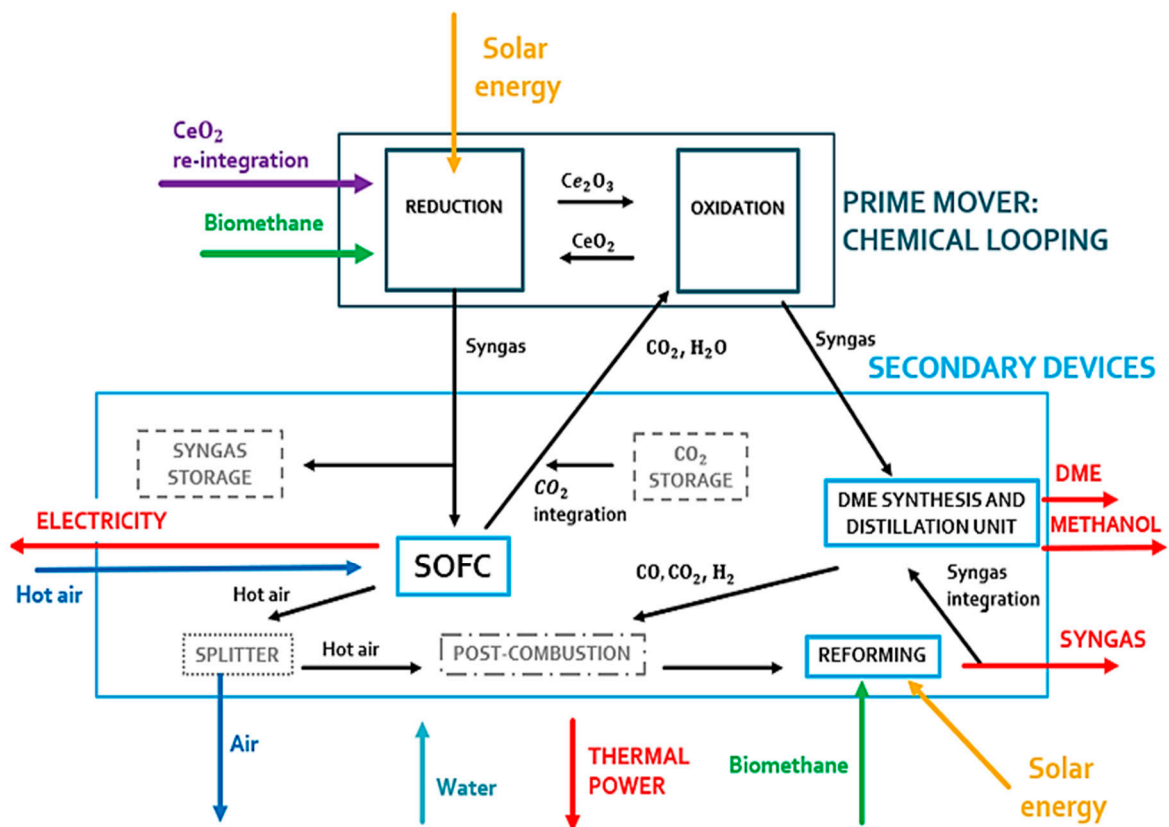 Solar
energy
CeO₂
re-integration
Biomethane
REDUCTION
Ce₂O₃
CeO₂
OXIDATION
PRIME MOVER:
CHEMICAL LOOPING
Syngas
CO₂, H₂O
Syngas
SECONDARY DEVICES
SYNGAS
STORAGE
CO₂
STORAGE
CO₂
integration
DME SYNTHESIS AND
DISTILLATION UNIT
DME
METHANOL
ELECTRICITY
Hot air
SOFC
Hot air
CO, CO₂, H₂
Syngas
integration
SPLITTER
Hot air
POST-COMBUSTION
REFORMING
SYNGAS
Air
Water
THERMAL
POWER
Biomethane
Solar
energy